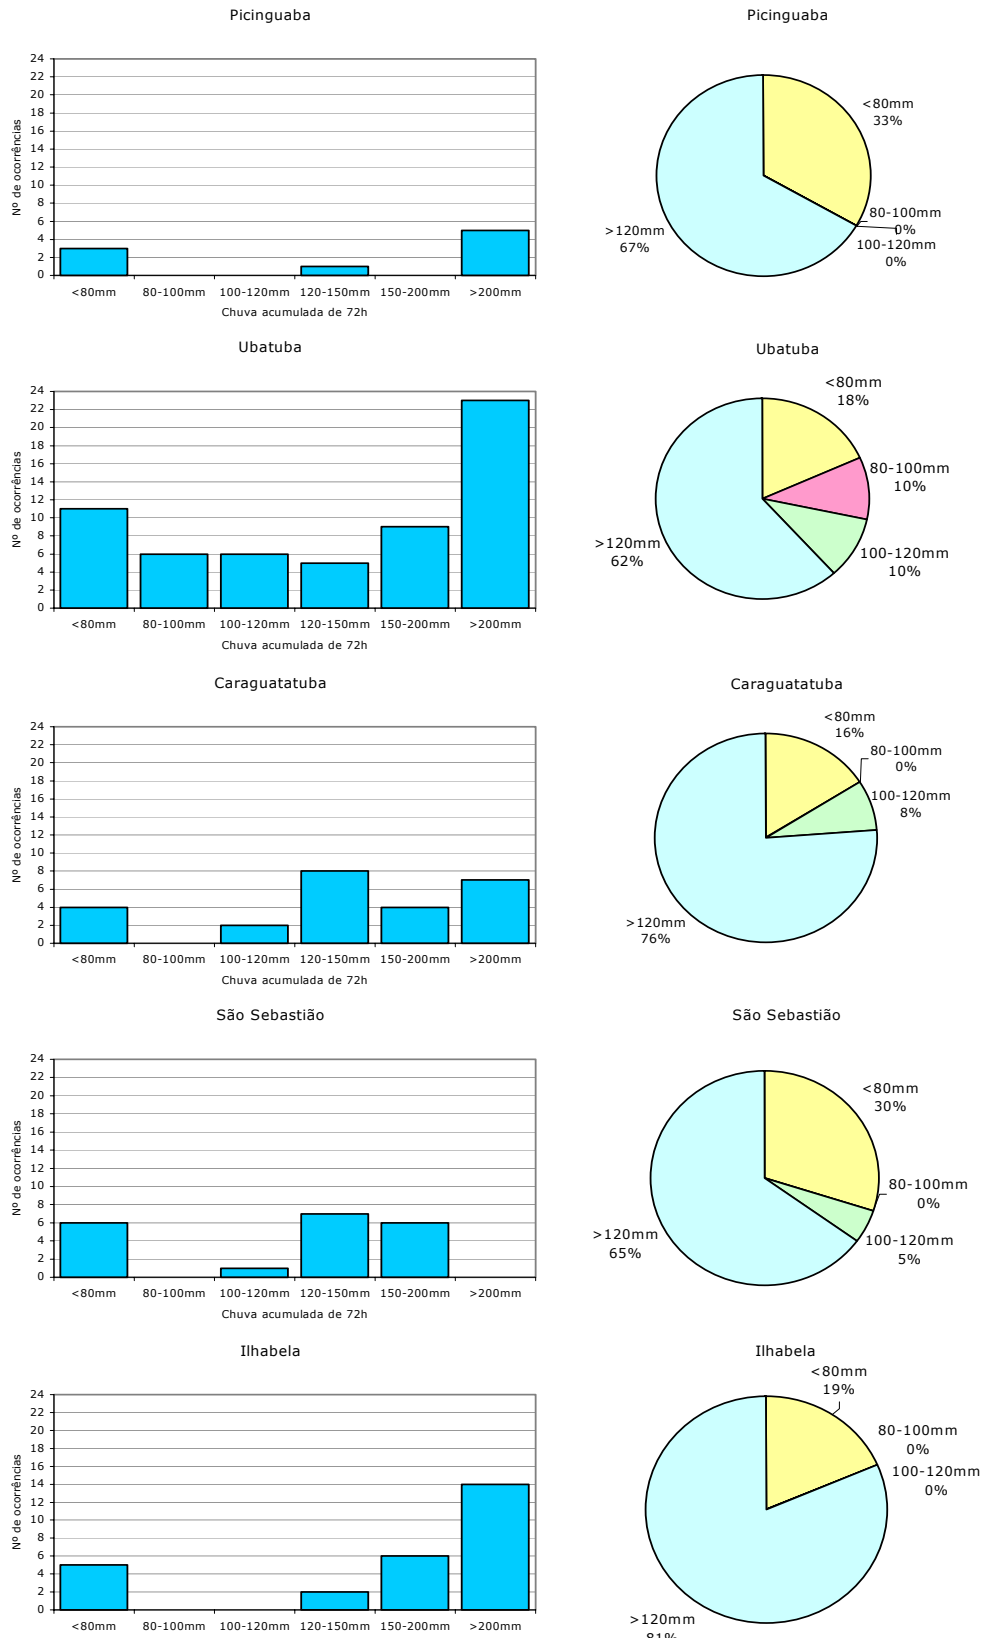 Picinguaba
Nº de ocorrências
24
22
20
18
16
14
12
10
8
6
4
2
0
<80mm 80-100mm 100-120mm 120-150mm 150-200mm >200mm
Chuva acumulada de 72h
Picinguaba
<80mm
33%
80-100mm
0%
100-120mm
0%
>120mm
67%
Ubatuba
Nº de ocorrências
24
22
20
18
16
14
12
10
8
6
4
2
0
<80mm 80-100mm 100-120mm 120-150mm 150-200mm >200mm
Chuva acumulada de 72h
Ubatuba
<80mm
18%
80-100mm
10%
100-120mm
10%
>120mm
62%
Caraguatatuba
Nº de ocorrências
24
22
20
18
16
14
12
10
8
6
4
2
0
<80mm 80-100mm 100-120mm 120-150mm 150-200mm >200mm
Chuva acumulada de 72h
Caraguatatuba
<80mm
16%
80-100mm
0%
100-120mm
8%
>120mm
76%
São Sebastião
Nº de ocorrências
24
22
20
18
16
14
12
10
8
6
4
2
0
<80mm 80-100mm 100-120mm 120-150mm 150-200mm >200mm
Chuva acumulada de 72h
São Sebastião
<80mm
30%
80-100mm
0%
100-120mm
5%
>120mm
65%
Ilhabela
Nº de ocorrências
24
22
20
18
16
14
12
10
8
6
4
2
0
<80mm 80-100mm 100-120mm 120-150mm 150-200mm >200mm
Ilhabela
<80mm
19%
80-100mm
0%
100-120mm
0%
>120mm
81%